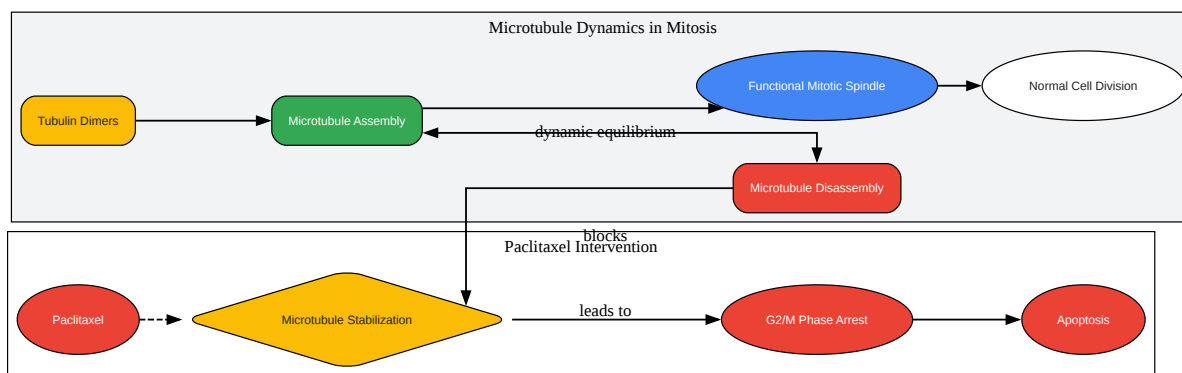 Microtubule Dynamics in Mitosis
Functional Mitotic Spindle
Normal Cell Division
Tubulin Dimers
Microtubule Assembly
dynamic equilibrium
Microtubule Disassembly
blocks
Paclitaxel Intervention
Paclitaxel
Microtubule Stabilization
leads to
G2/M Phase Arrest
Apoptosis